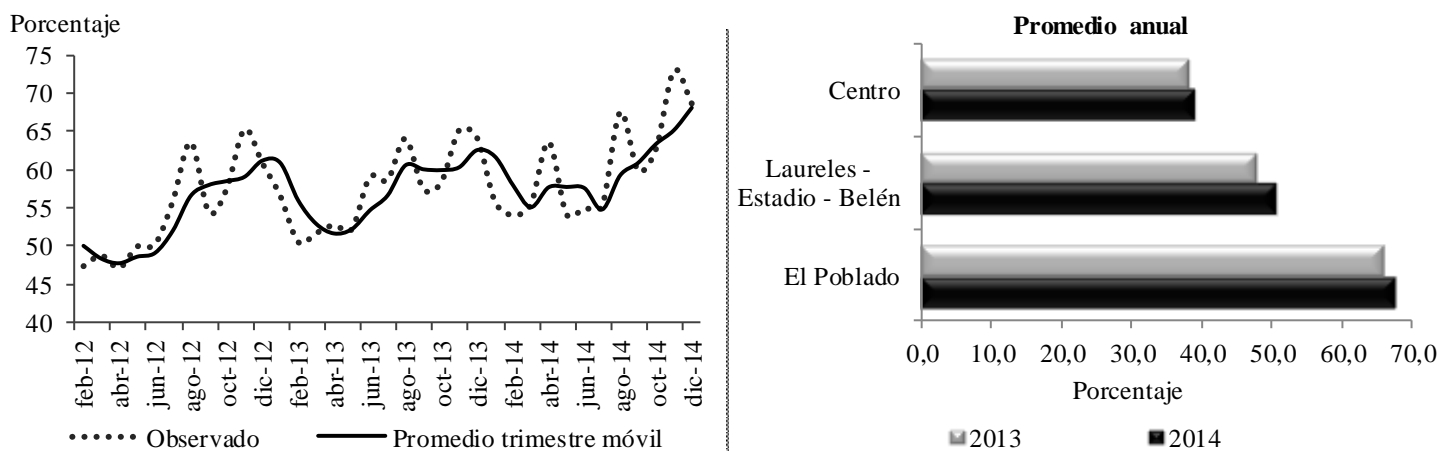 Porcentaje
75
70
65
60
55
50
45
40
feb-12
abr-12
jun-12
ago-12
oct-12
dic-12
feb-13
abr-13
jun-13
ago-13
oct-13
dic-13
feb-14
abr-14
jun-14
ago-14
oct-14
dic-14
Observado
Promedio trimestre móvil
Promedio anual
Centro
Laureles -
Estadio - Belén
El Poblado
0,0 10,0 20,0 30,0 40,0 50,0 60,0 70,0
Porcentaje
2013 2014